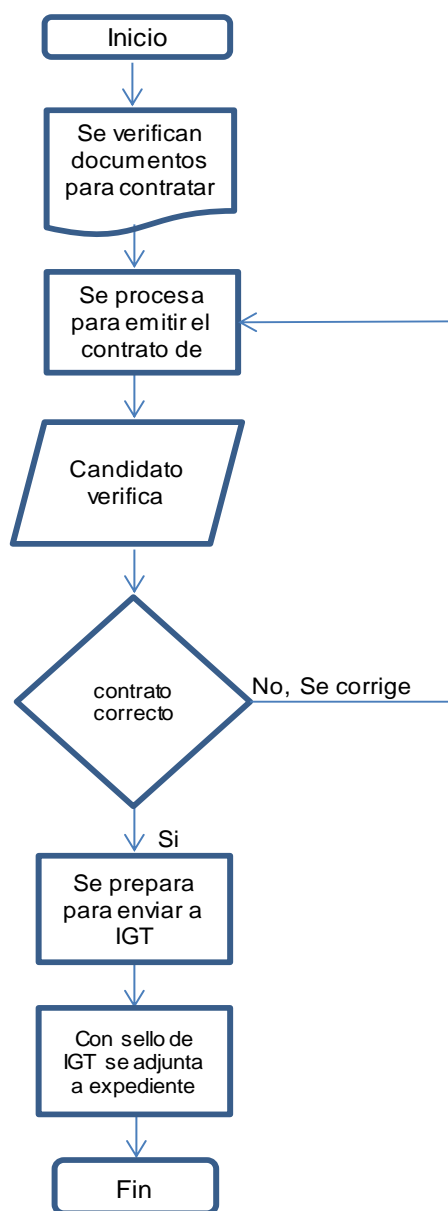 Inicio
Se verifican
documentos
para contratar
Se procesa
para emitir el
contrato de
Candidato
verifica
contrato
correcto
No, Se corrige
Si
Se prepara
para enviar a
IGT
Con sello de
IGT se adjunta
a expediente
Fin